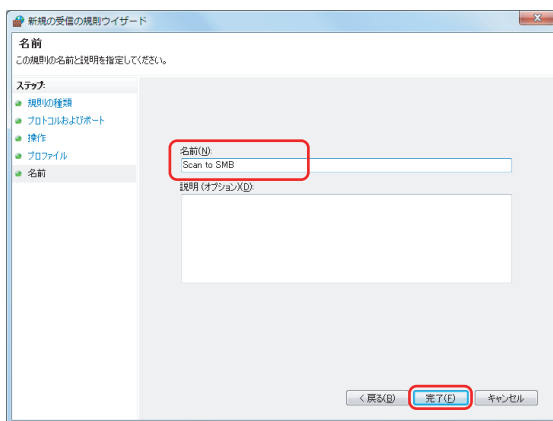 新規の受信の規則ウィザード
名前
この規則の名前と説明を指定してください。
ステップ:
規則の種類
プロトコルおよびポート
操作
プロファイル
名前
名前(N):
Scan to SMB
説明 (オプション)(D):
< 戻る(B)
完了(F)
キャンセル